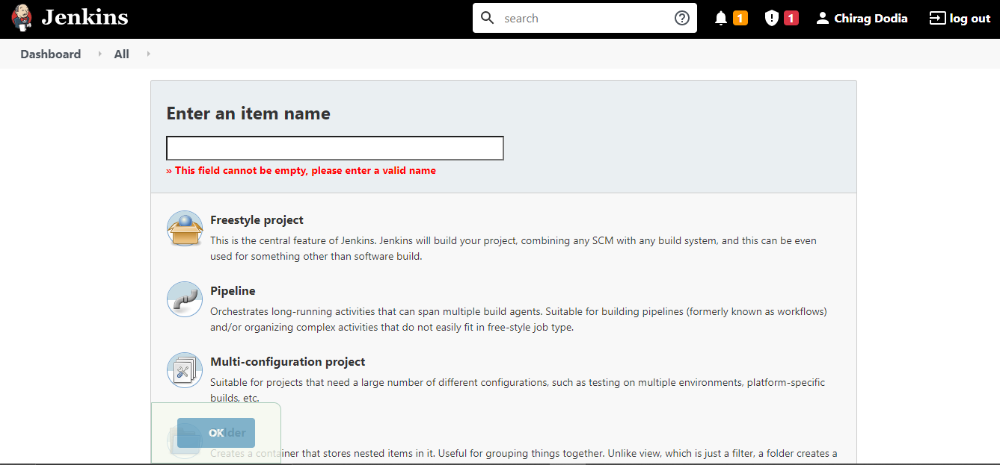 Jenkins
search
1
1
Chirag Dodia
log out
Dashboard
All
Enter an item name
» This field cannot be empty, please enter a valid name
Freestyle project
This is the central feature of Jenkins. Jenkins will build your project, combining any SCM with any build system, and this can be even
used for something other than software build.
Pipeline
Orchestrates long-running activities that can span multiple build agents. Suitable for building pipelines (formerly known as workflows)
and/or organizing complex activities that do not easily fit in free-style job type.
Multi-configuration project
Suitable for projects that need a large number of different configurations, such as testing on multiple environments, platform-specific
builds, etc.
OK
Creates a container that stores nested items in it. Useful for grouping things together. Unlike view, which is just a filter, a folder creates a